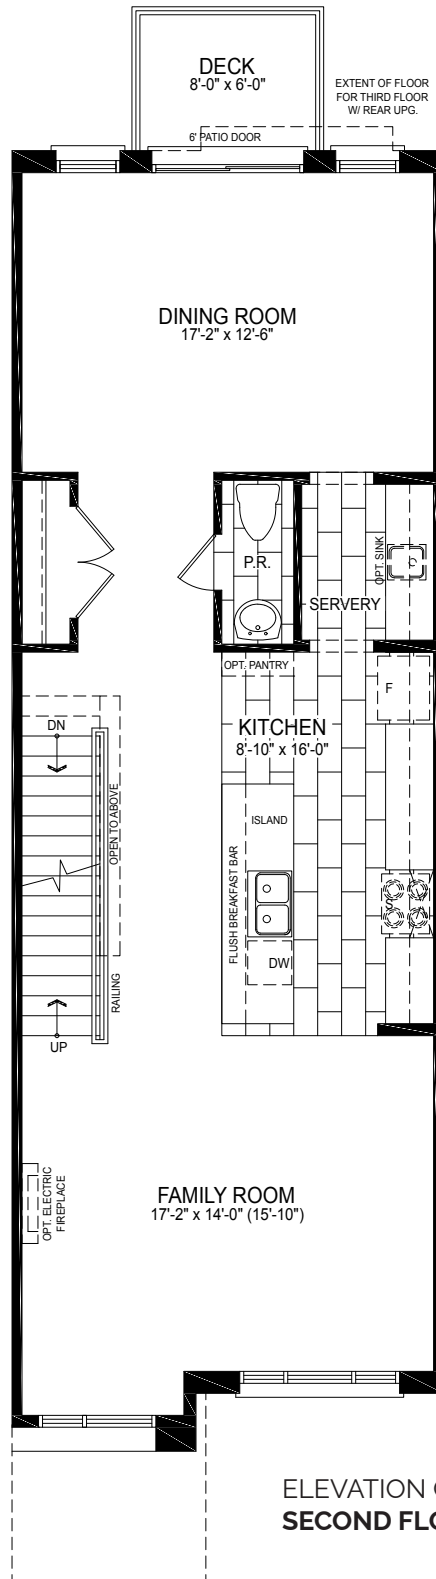 DECK
8'-0" x 6'-0"
EXTENT OF FLOOR
FOR THIRD FLOOR
W/ REAR UPG.
6' PATIO DOOR
DINING ROOM
17'-2" x 12'-6"
P.R.
OPT. SINK
SERVERY
OPT. PANTRY
F
KITCHEN
8'-10" x 16'-0"
DN
OPEN TO ABOVE
ISLAND
FLUSH BREAKFAST BAR
S
DW
RAILING
UP
OPT. ELECTRIC
FIREPLACE
FAMILY ROOM
17'-2" x 14'-0" (15'-10")
ELEVATION
SECOND